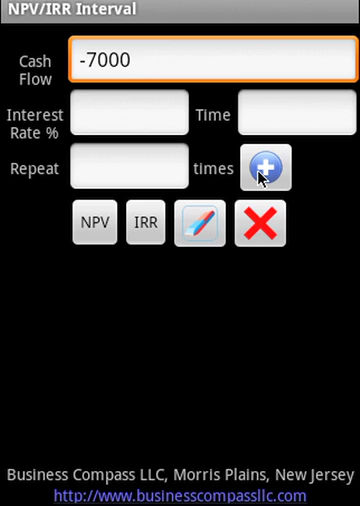 NPV/IRR Interval
Cash Flow
-7000
Interest Rate %
Time
Repeat
times
NPV
IRR
Business Compass LLC, Morris Plains, New Jersey
http://www.businesscompassllc.com